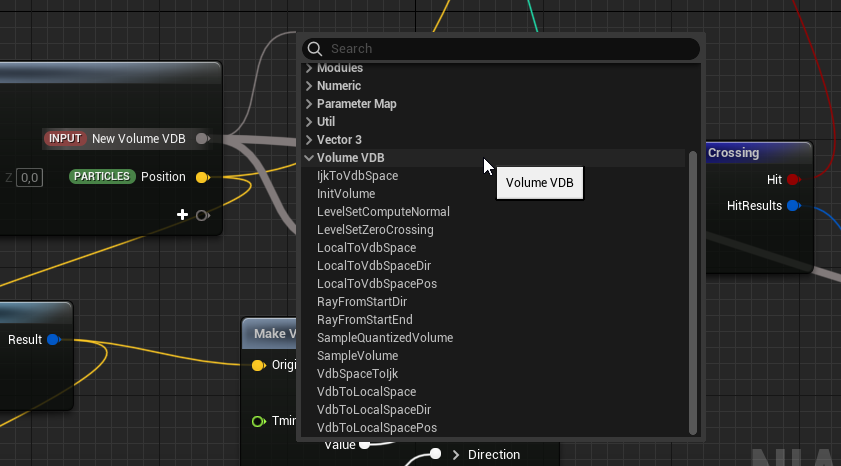 Search
Modules
Numeric
Parameter Map
Util
Vector 3
Volume VDB
IjkToVdbSpace
InitVolume
LevelSetComputeNormal
LevelSetZeroCrossing
LocalToVdbSpace
LocalToVdbSpaceDir
LocalToVdbSpacePos
RayFromStartDir
RayFromStartEnd
SampleQuantizedVolume
SampleVolume
VdbSpaceToIjk
VdbToLocalSpace
VdbToLocalSpaceDir
VdbToLocalSpacePos
Volume VDB
INPUT New Volume VDB
Z 0,0 PARTICLES Position
Result
Make V
Origi
Tmin
Value
Direction
Crossing
Hit
HitResults